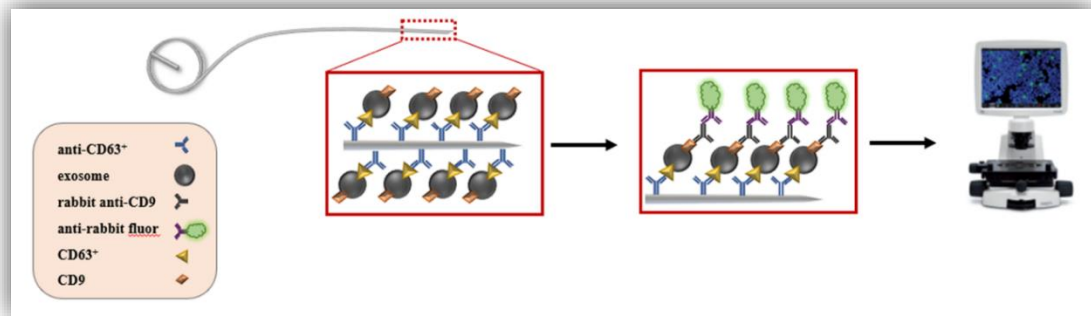 anti-CD63⁺
exosome
rabbit anti-CD9
anti-rabbit fluor
CD63⁺
CD9